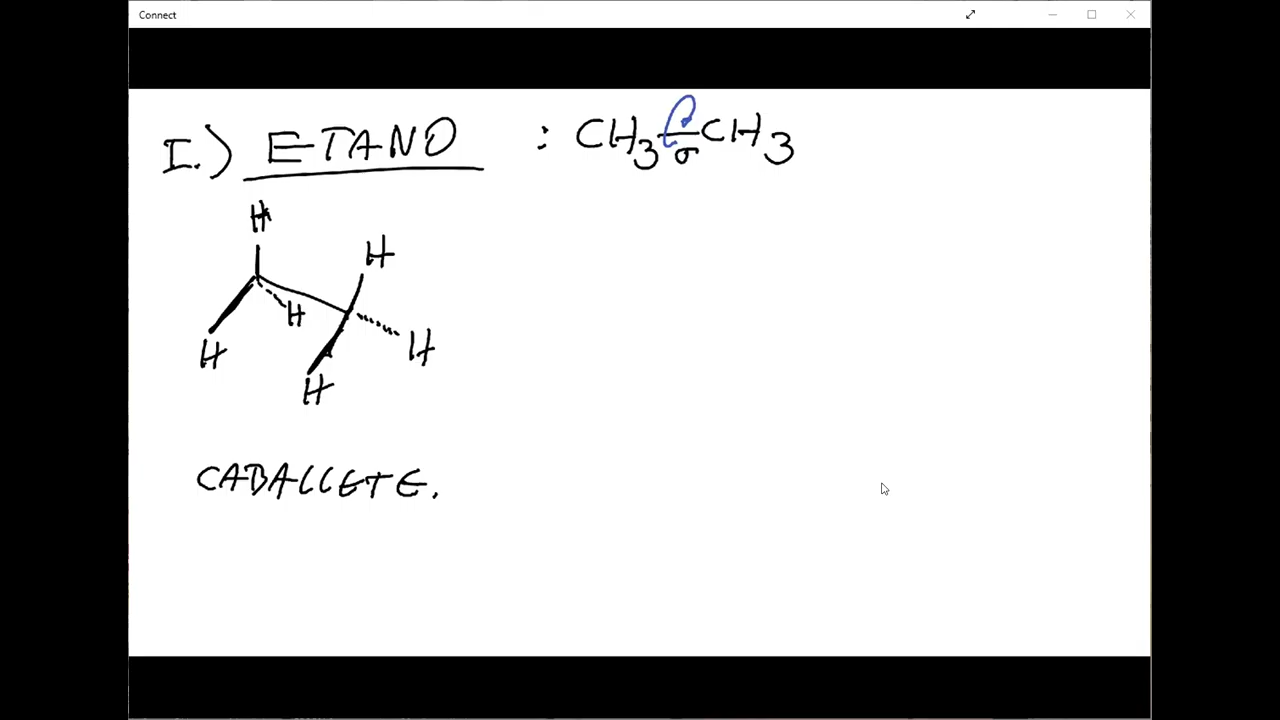 Connect
I.) ETANO : CH3-CH3
σ
H
H
H
H
H
H
CABALLETE.